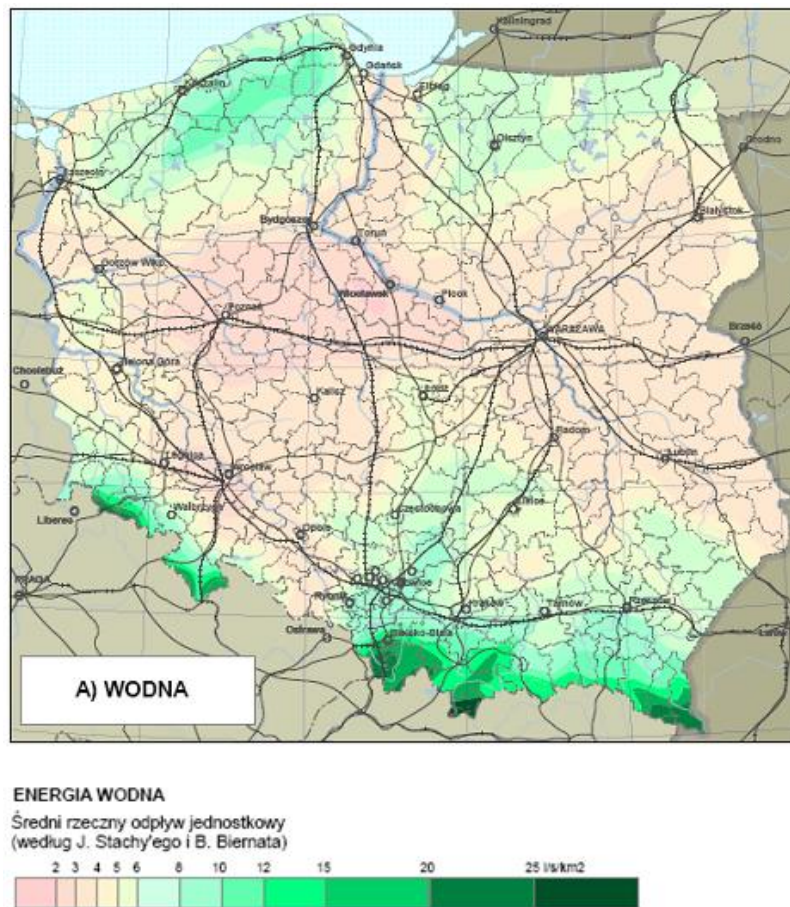 Kaliningrad
Gdynia
Gdańsk
Elbląg
Olsztyn
Grodno
Białystok
Bydgoszcz
Toruń
Gorzów Wlkp.
Włocławek
Płock
Poznań
WARSZAWA
Brześć
Zielona Góra
Chociebuż
Kalisz
Łódź
Radom
Lublin
Legnica
Wrocław
Liberec
Wałbrzych
Częstochowa
Kielce
Opole
PRAGA
Rybnik
Kraków
Tarnów
Rzeszów
Ostrawa
Bielsko-Biała
A) WODNA
ENERGIA WODNA
Średni rzeczny odpływ jednostkowy
(według J. Stachy'ego i B. Biernata)
2 3 4 5 6 8 10 12 15 20 25 l/s/km2